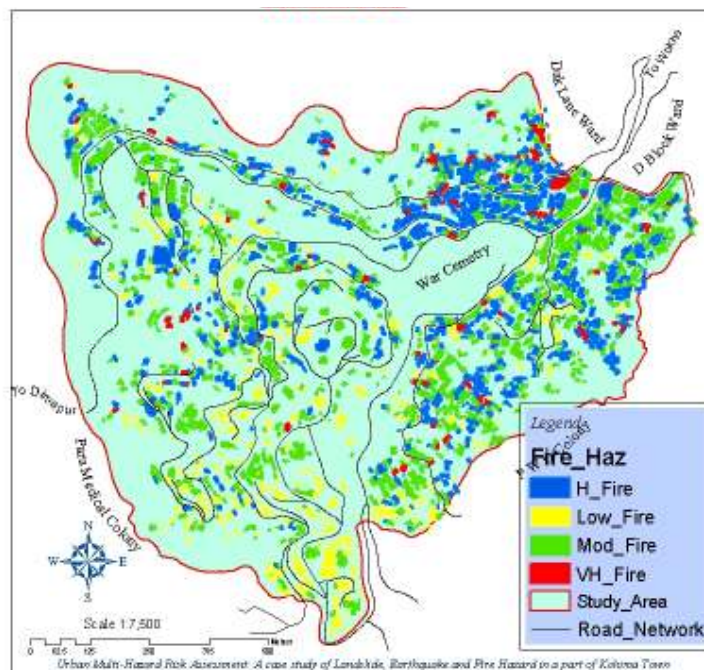 To Wokha
Dak Lane Ward
D Block Ward
War Cemetry
To Dimapur
Para Medical Colony
N
W E
S
Scale 1:7,500
Legend
Fire_Haz
H_Fire
Low_Fire
Mod_Fire
VH_Fire
Study_Area
Road_Network
0
Urban Multi-Hazard Risk Assessment: A case study of Landslide, Earthquake and Fire Hazard in a part of Kohima Town